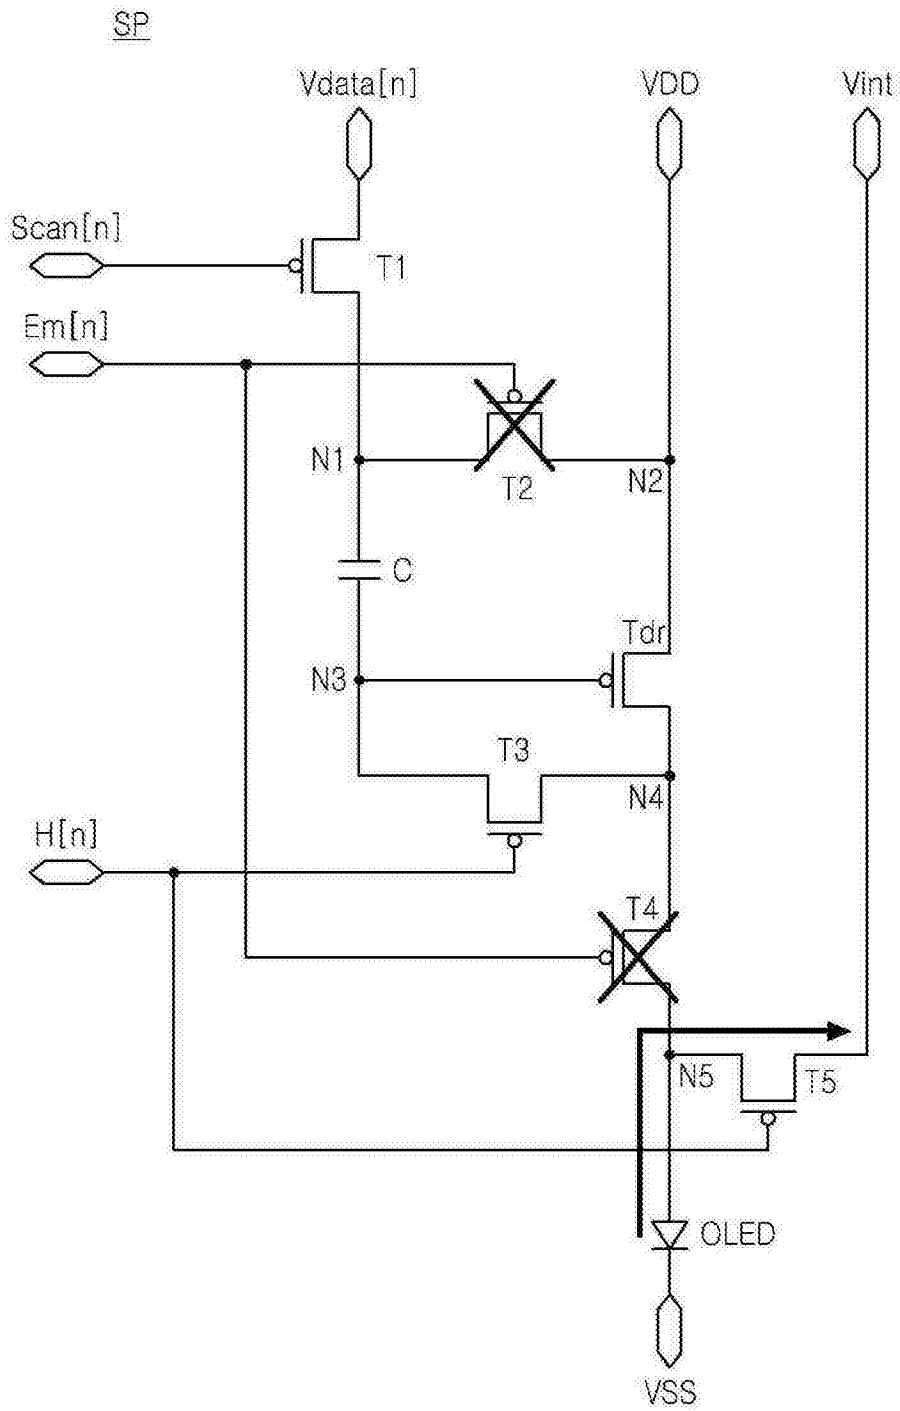 SP
Vdata[n]
VDD
Vint
Scan[n]
T1
Em[n]
N1
T2
N2
C
Tdr
N3
T3
N4
H[n]
T4
N5
T5
OLED
VSS